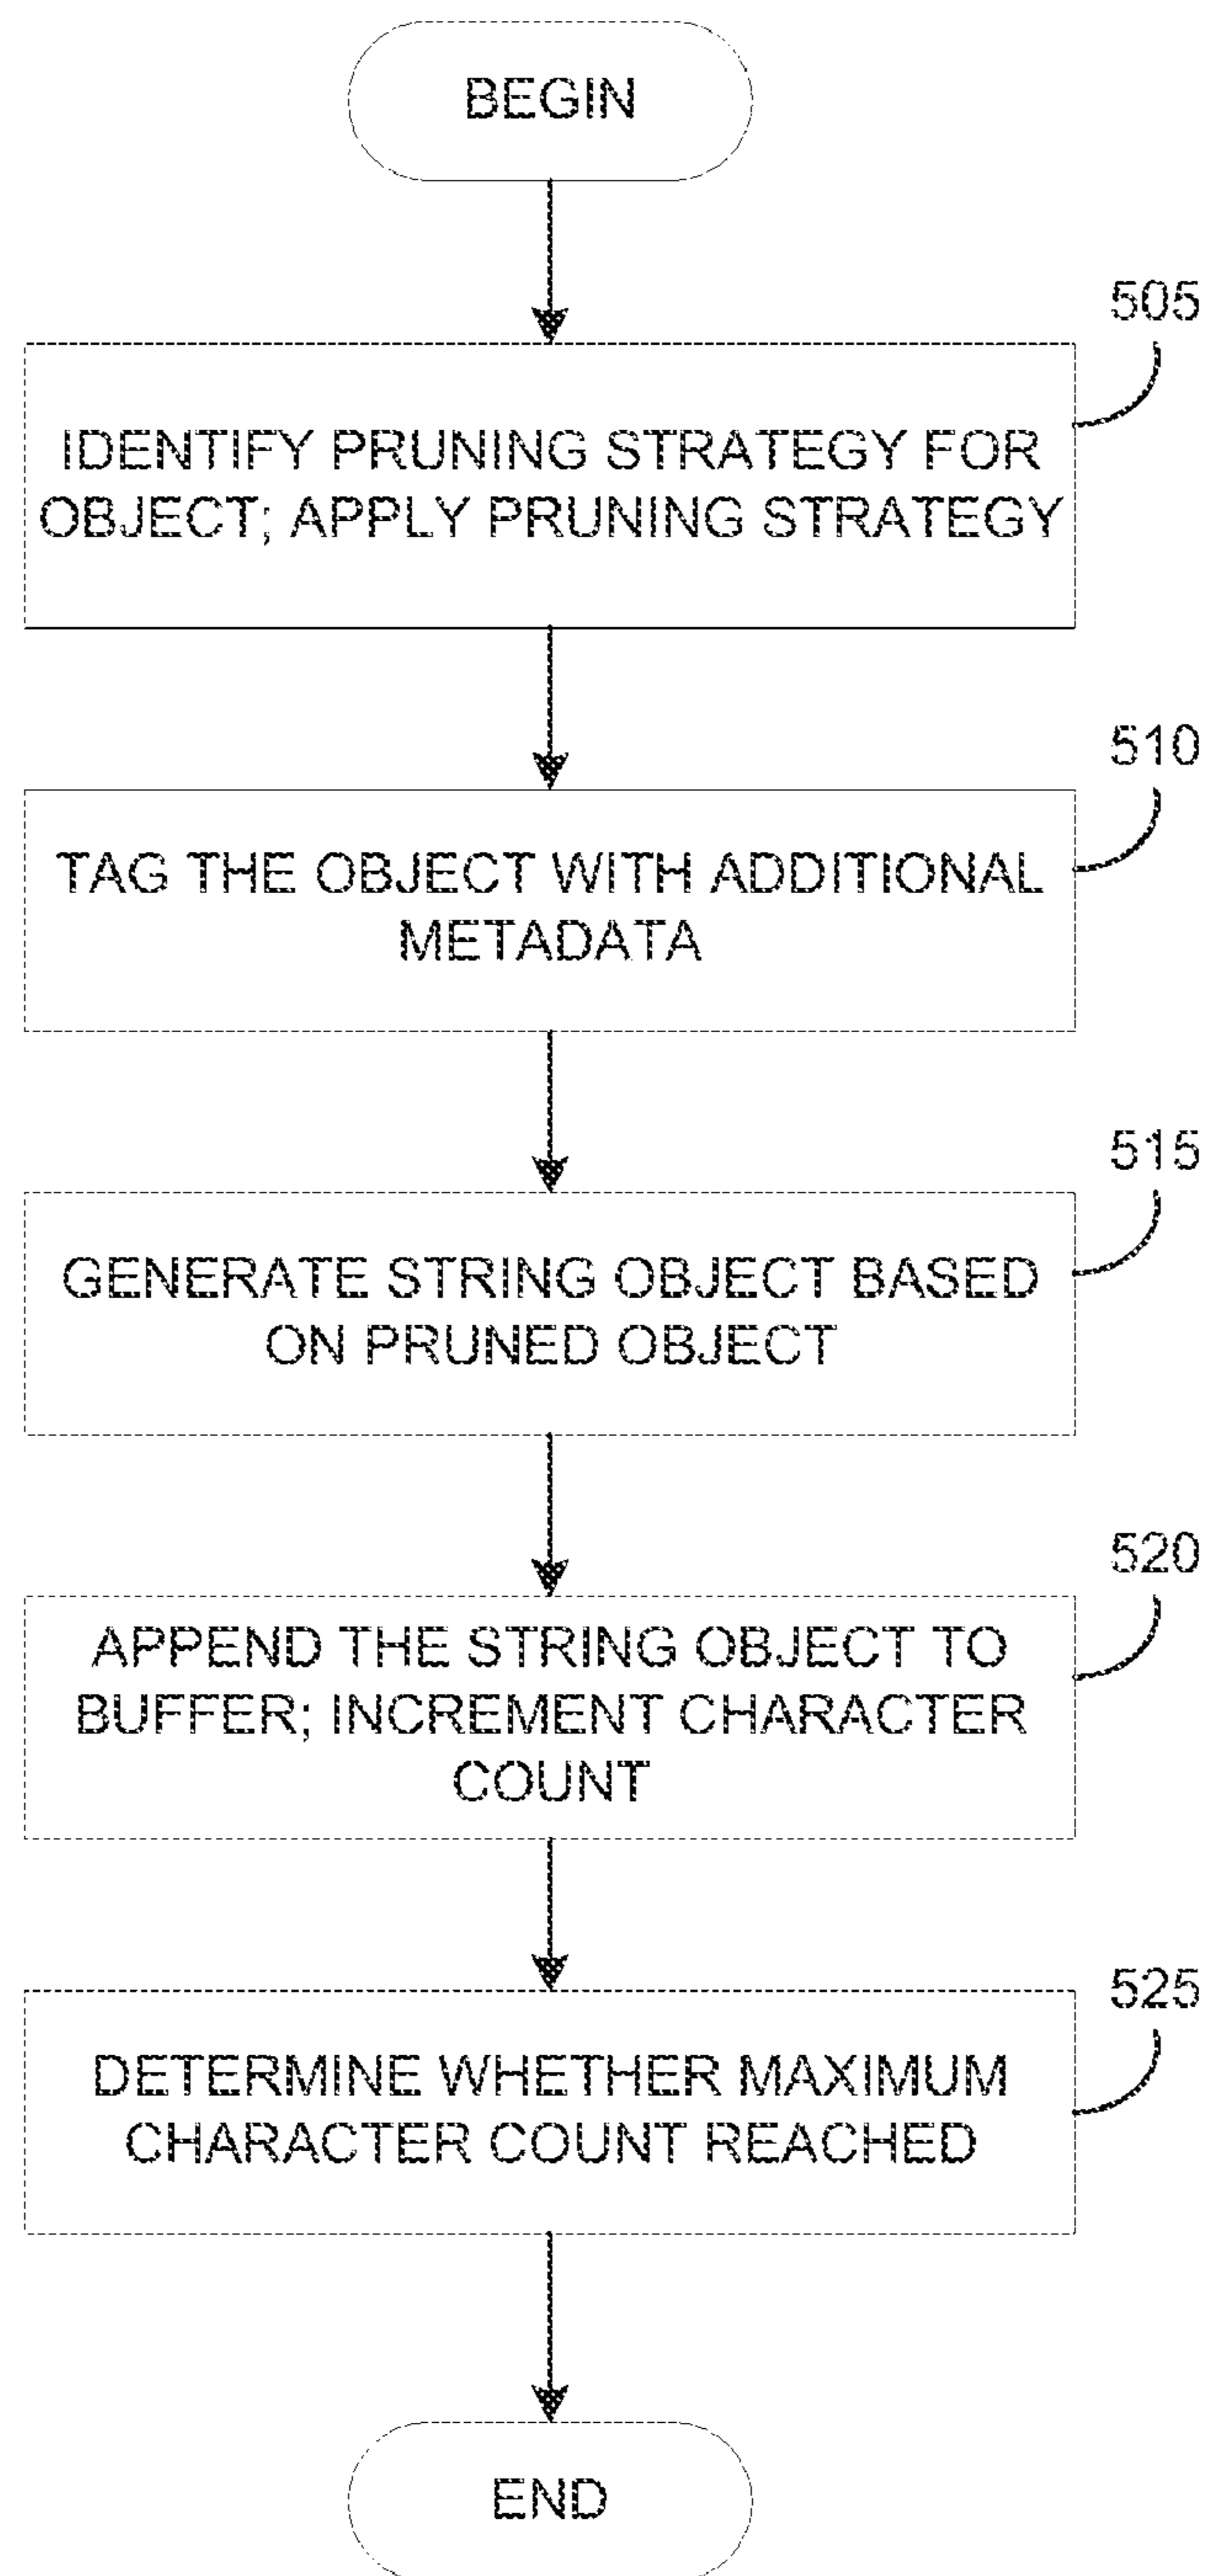 BEGIN
505
IDENTIFY PRUNING STRATEGY FOR
OBJECT; APPLY PRUNING STRATEGY
510
TAG THE OBJECT WITH ADDITIONAL
METADATA
515
GENERATE STRING OBJECT BASED
ON PRUNED OBJECT
520
APPEND THE STRING OBJECT TO
BUFFER; INCREMENT CHARACTER
COUNT
525
DETERMINE WHETHER MAXIMUM
CHARACTER COUNT REACHED
END